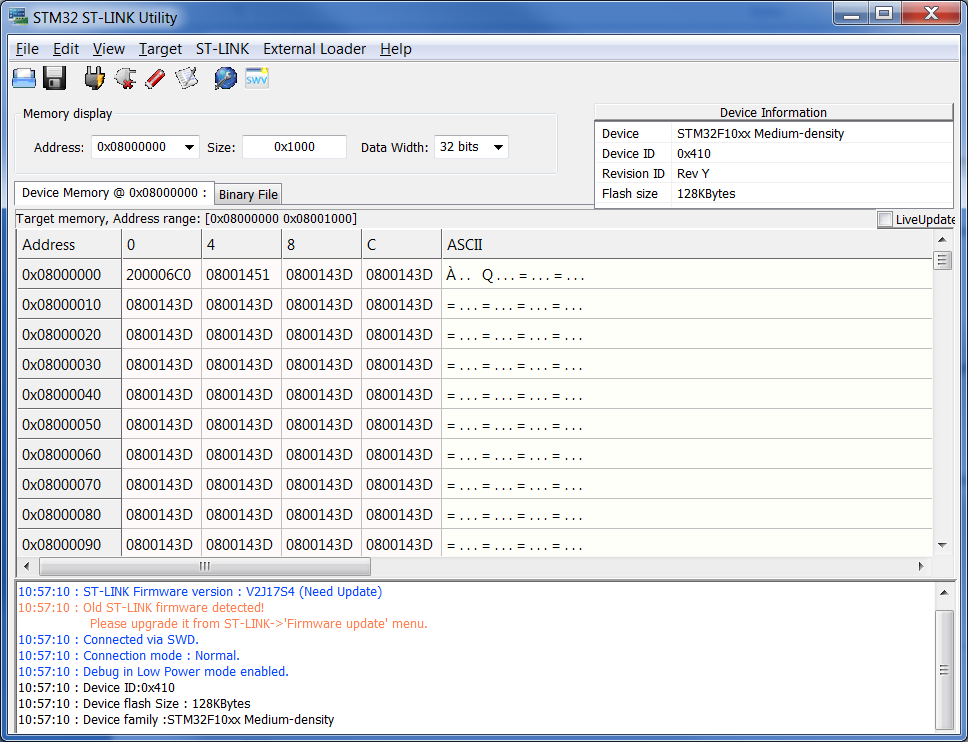 STM32 ST-LINK Utility
File Edit View Target ST-LINK External Loader Help
SWV
Memory display
Address: 0x08000000 Size: 0x1000 Data Width: 32 bits
Device Information
Device STM32F10xx Medium-density
Device ID 0x410
Revision ID Rev Y
Flash size 128KBytes
Device Memory @ 0x08000000 : Binary File
Target memory, Address range: [0x08000000 0x08001000] LiveUpdate
Address 0 4 8 C ASCII
0x08000000 200006C0 08001451 0800143D 0800143D À . .   Q . . . = . . . = . . .
0x08000010 0800143D 0800143D 0800143D 0800143D = . . . = . . . = . . . = . . .
0x08000020 0800143D 0800143D 0800143D 0800143D = . . . = . . . = . . . = . . .
0x08000030 0800143D 0800143D 0800143D 0800143D = . . . = . . . = . . . = . . .
0x08000040 0800143D 0800143D 0800143D 0800143D = . . . = . . . = . . . = . . .
0x08000050 0800143D 0800143D 0800143D 0800143D = . . . = . . . = . . . = . . .
0x08000060 0800143D 0800143D 0800143D 0800143D = . . . = . . . = . . . = . . .
0x08000070 0800143D 0800143D 0800143D 0800143D = . . . = . . . = . . . = . . .
0x08000080 0800143D 0800143D 0800143D 0800143D = . . . = . . . = . . . = . . .
0x08000090 0800143D 0800143D 0800143D 0800143D = . . . = . . . = . . . = . . .
10:57:10 : ST-LINK Firmware version : V2J17S4 (Need Update)
10:57:10 : Old ST-LINK firmware detected!
Please upgrade it from ST-LINK->'Firmware update' menu.
10:57:10 : Connected via SWD.
10:57:10 : Connection mode : Normal.
10:57:10 : Debug in Low Power mode enabled.
10:57:10 : Device ID:0x410
10:57:10 : Device flash Size : 128KBytes
10:57:10 : Device family :STM32F10xx Medium-density